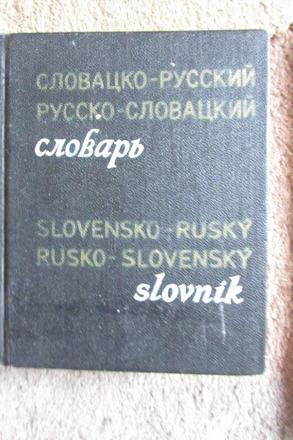 СЛОВАЦКО-РУССКИЙ
РУССКО-СЛОВАЦКИЙ
словарь
SLOVENSKO-RUSKÝ
RUSKO-SLOVENSKÝ
slovník